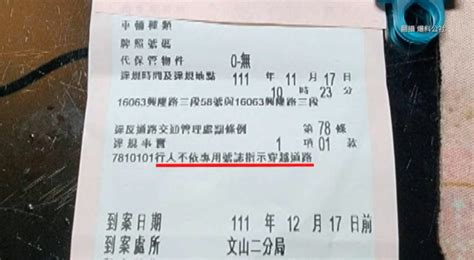 翻攝 爆料公社
車輛種類
牌照號碼
代保管物件 0-無
違規時間及違規地點 111 年 11 月 17 日
10 時 23 分
16063興隆路三段58號與16063興隆路三段
違反道路交通管理處罰條例 第 78 條
違規事實 1 項 01 款
7810101行人不依專用號誌指示穿越道路
到案日期 111 年 12 月 17 日前
到案處所 文山二分局